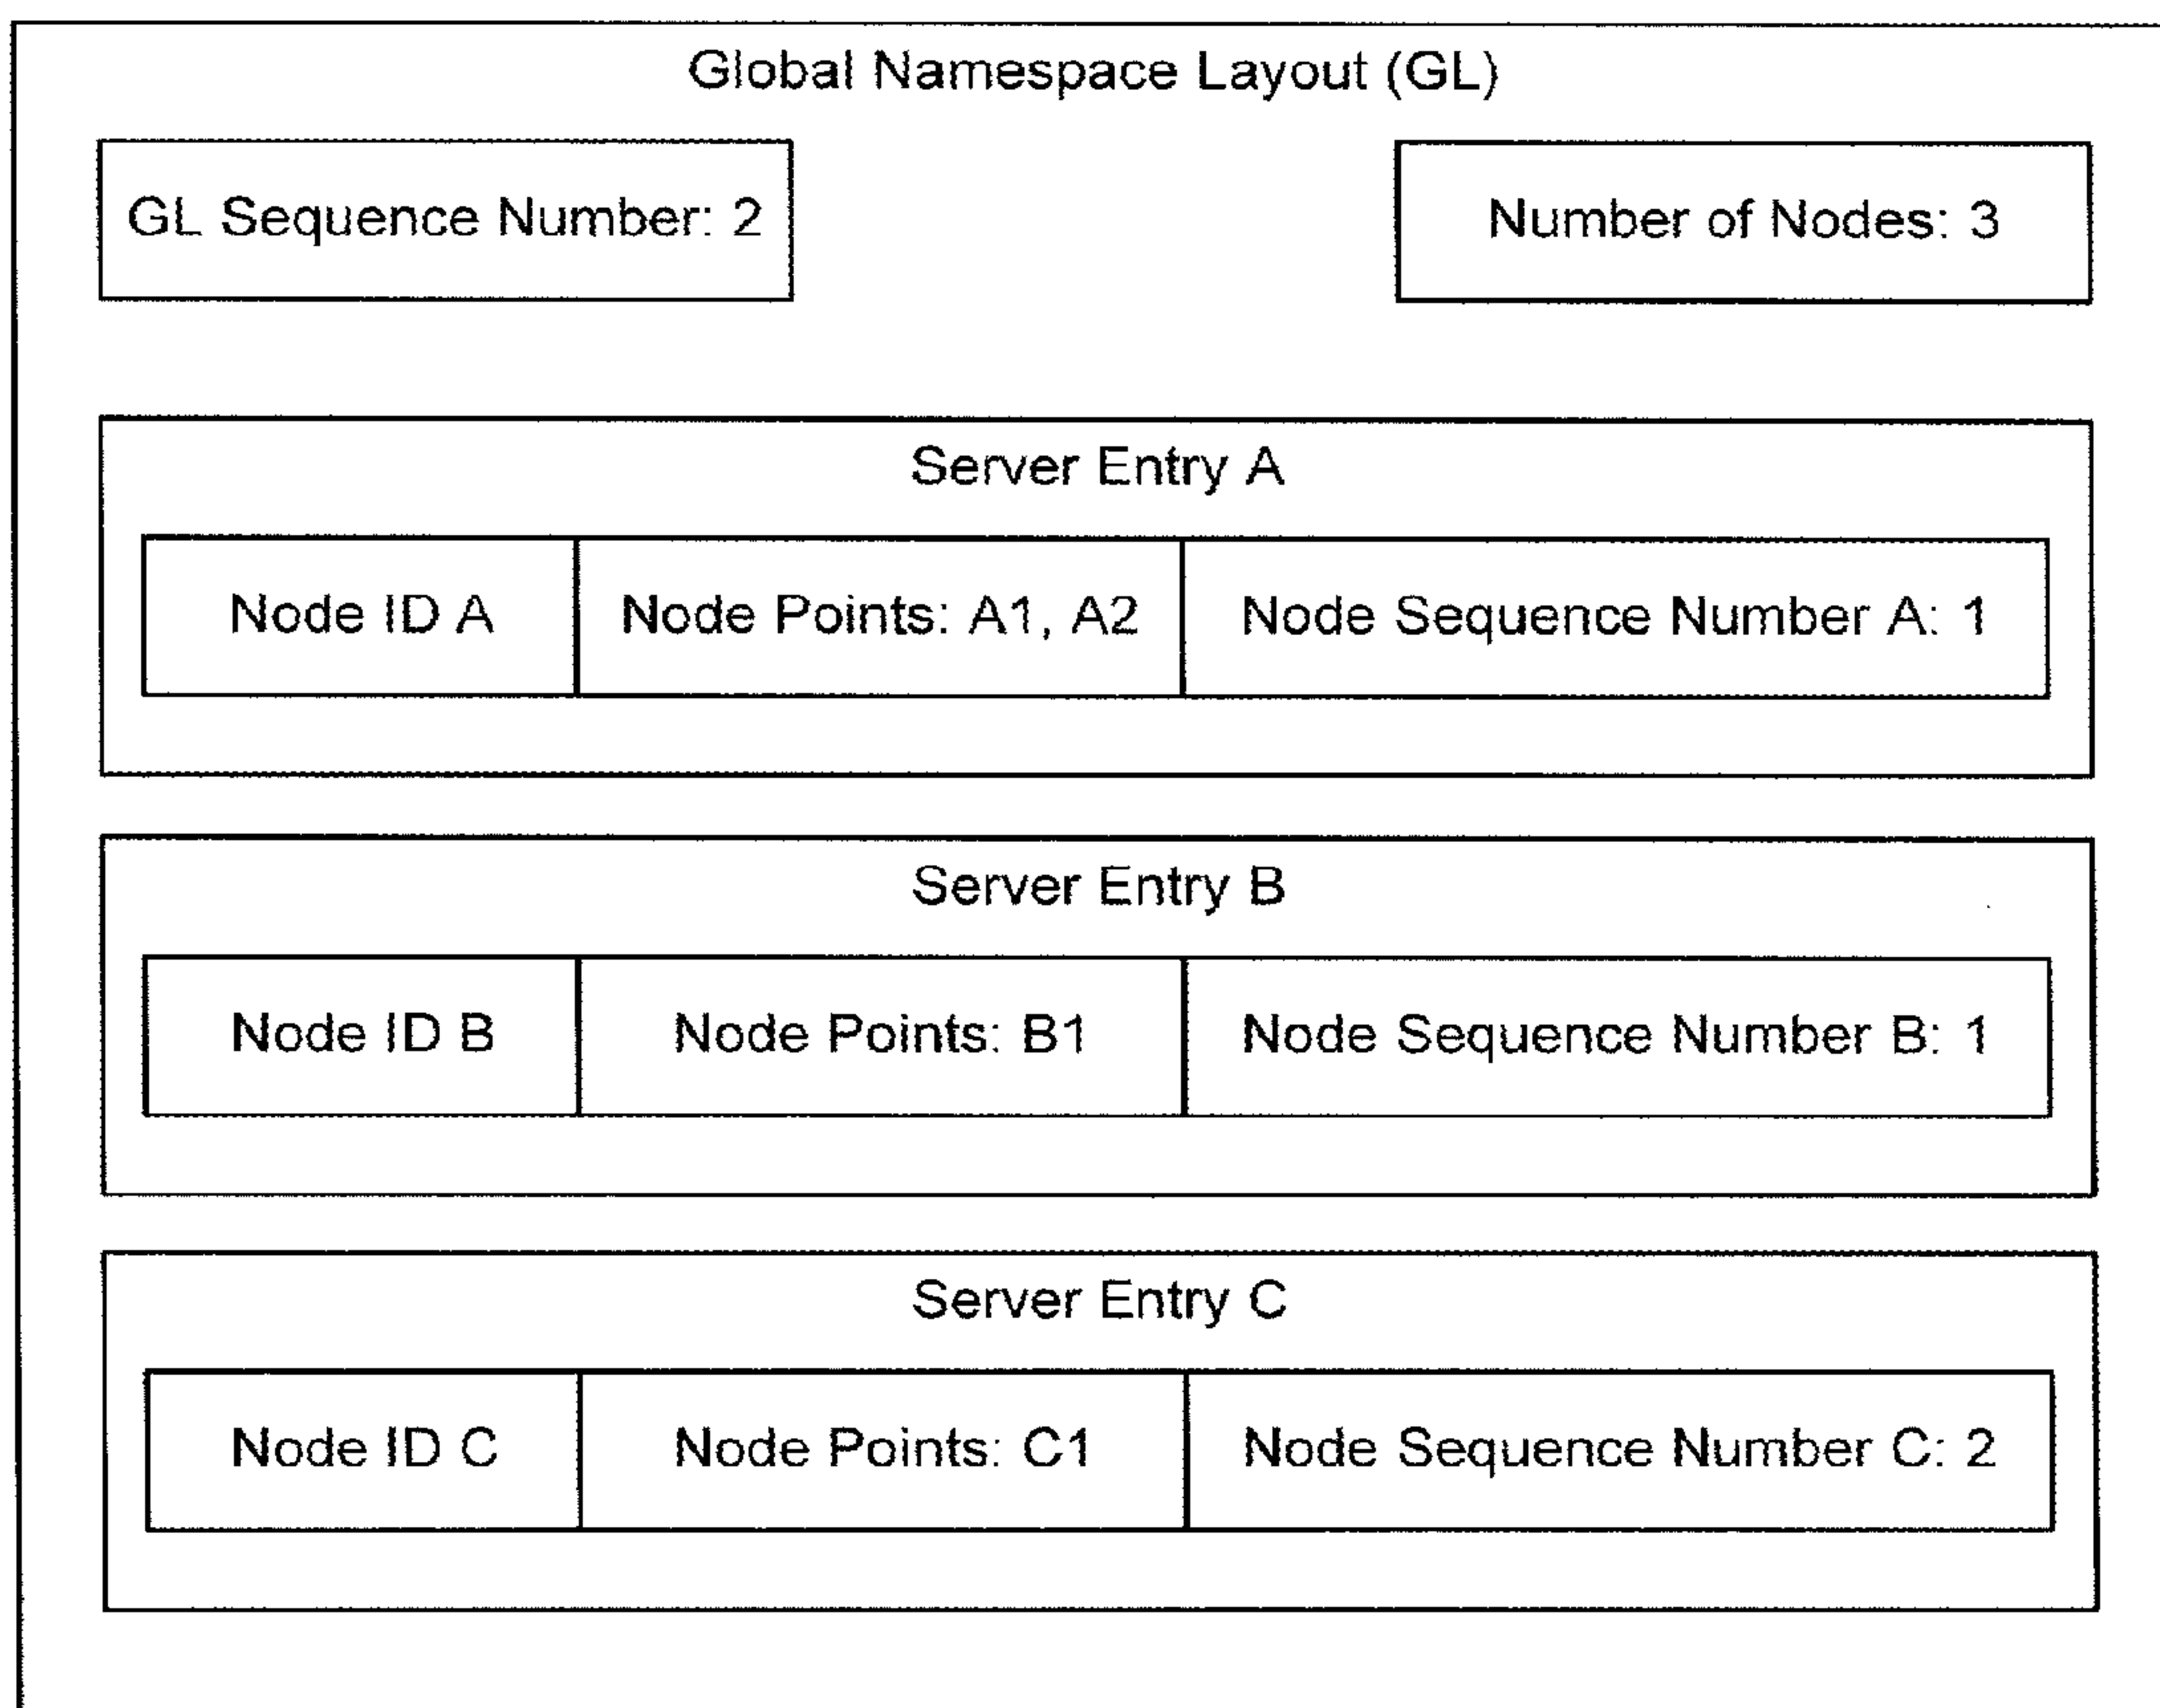 Global Namespace Layout (GL)
GL Sequence Number: 2
Number of Nodes: 3
Server Entry A
Node ID A
Node Points: A1, A2
Node Sequence Number A: 1
Server Entry B
Node ID B
Node Points: B1
Node Sequence Number B: 1
Server Entry C
Node ID C
Node Points: C1
Node Sequence Number C: 2